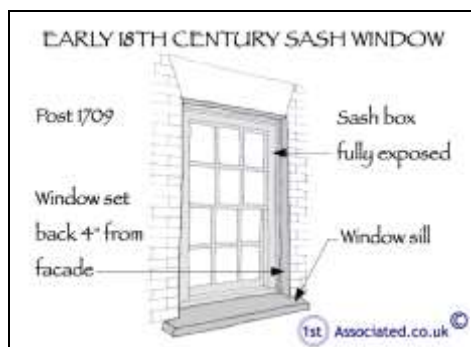 EARLY 18TH CENTURY SASH WINDOW
Post 1709
Sash box
fully exposed
Window set
back 4" from
facade
Window sill
1st Associated.co.uk ©